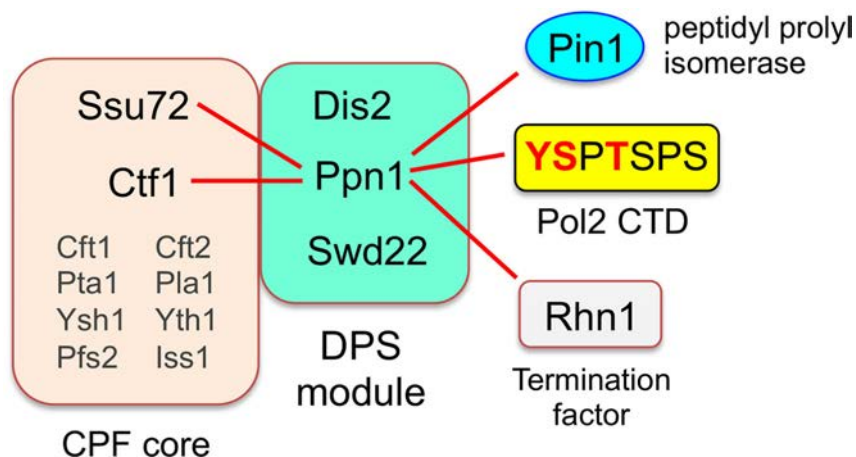 Ssu72
Ctf1
Cft1 Cft2
Pta1 Pla1
Ysh1 Yth1
Pfs2 Iss1
CPF core
Dis2
Ppn1
Swd22
DPS
module
Pin1
peptidyl prolyl
isomerase
YSPTSPS
Pol2 CTD
Rhn1
Termination
factor